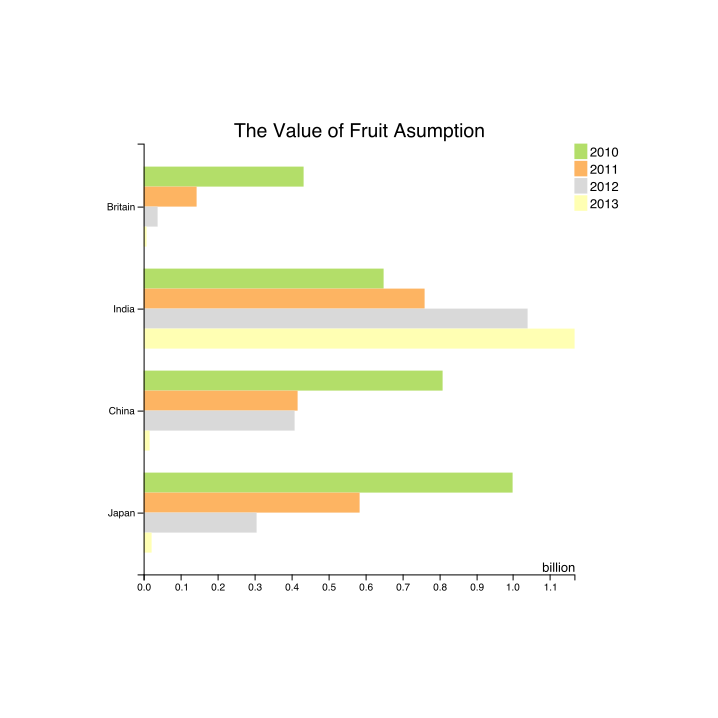 The Value of Fruit Asumption
2010
2011
2012
2013
Britain
India
China
Japan
billion
0.0 0.1 0.2 0.3 0.4 0.5 0.6 0.7 0.8 0.9 1.0 1.1